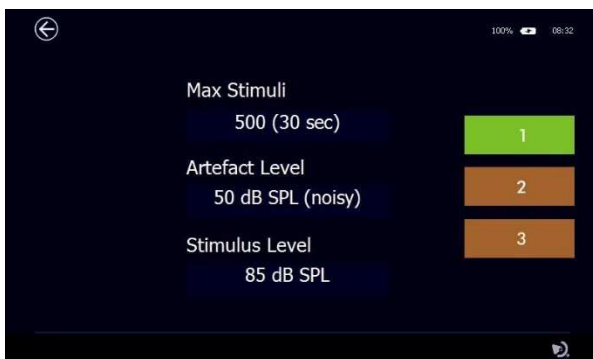 100% 08:32
Max Stimuli
500 (30 sec)
1
Artefact Level
2
50 dB SPL (noisy)
Stimulus Level
3
85 dB SPL